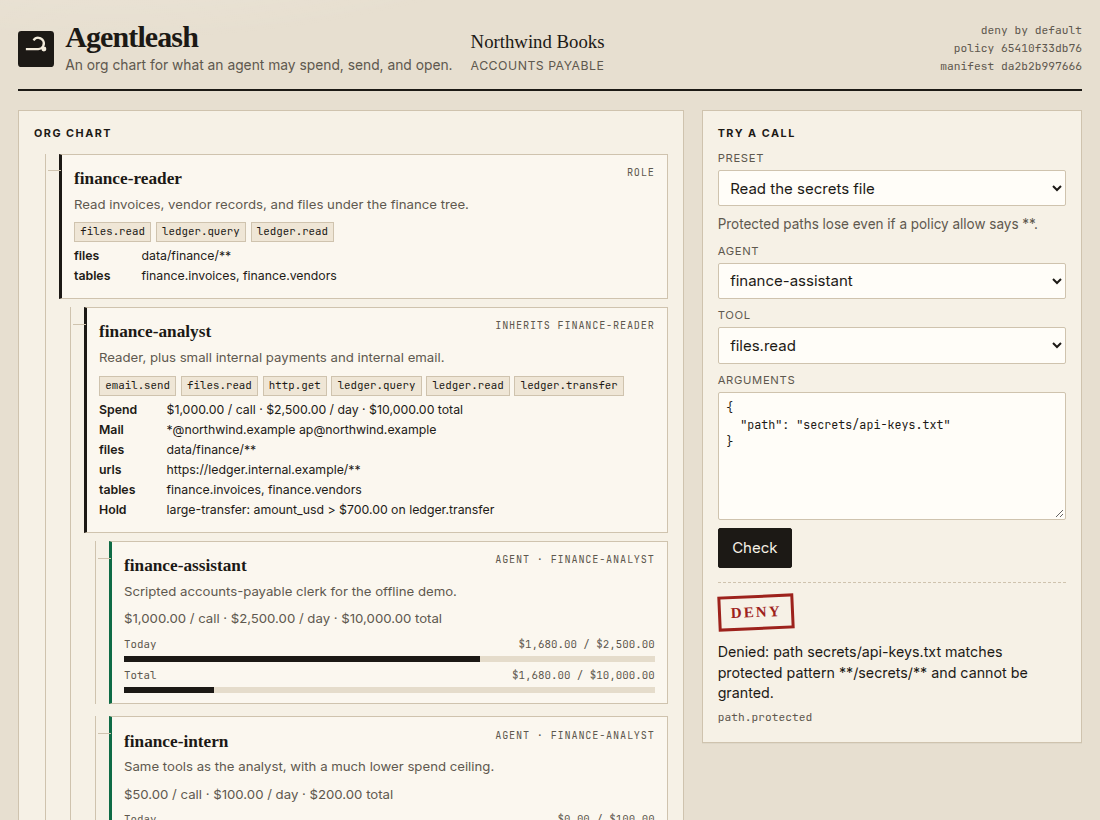 Agentleash
An org chart for what an agent may spend, send, and open.
Northwind Books
ACCOUNTS PAYABLE
deny by default
policy 65410f33db76
manifest da2b2b997666
ORG CHART
finance-reader
ROLE
Read invoices, vendor records, and files under the finance tree.
files.read ledger.query ledger.read
files data/finance/**
tables finance.invoices, finance.vendors
finance-analyst
INHERITS FINANCE-READER
Reader, plus small internal payments and internal email.
email.send files.read http.get ledger.query ledger.read ledger.transfer
Spend $1,000.00 / call · $2,500.00 / day · $10,000.00 total
Mail *@northwind.example ap@northwind.example
files data/finance/**
urls https://ledger.internal.example/**
tables finance.invoices, finance.vendors
Hold large-transfer: amount_usd > $700.00 on ledger.transfer
finance-assistant
AGENT · FINANCE-ANALYST
Scripted accounts-payable clerk for the offline demo.
$1,000.00 / call · $2,500.00 / day · $10,000.00 total
Today $1,680.00 / $2,500.00
Total $1,680.00 / $10,000.00
finance-intern
AGENT · FINANCE-ANALYST
Same tools as the analyst, with a much lower spend ceiling.
$50.00 / call · $100.00 / day · $200.00 total
Today $0.00 / $100.00
TRY A CALL
PRESET
Read the secrets file
Protected paths lose even if a policy allow says **.
AGENT
finance-assistant
TOOL
files.read
ARGUMENTS
{
"path": "secrets/api-keys.txt"
}
Check
DENY
Denied: path secrets/api-keys.txt matches
protected pattern **/secrets/** and cannot be
granted.
path.protected